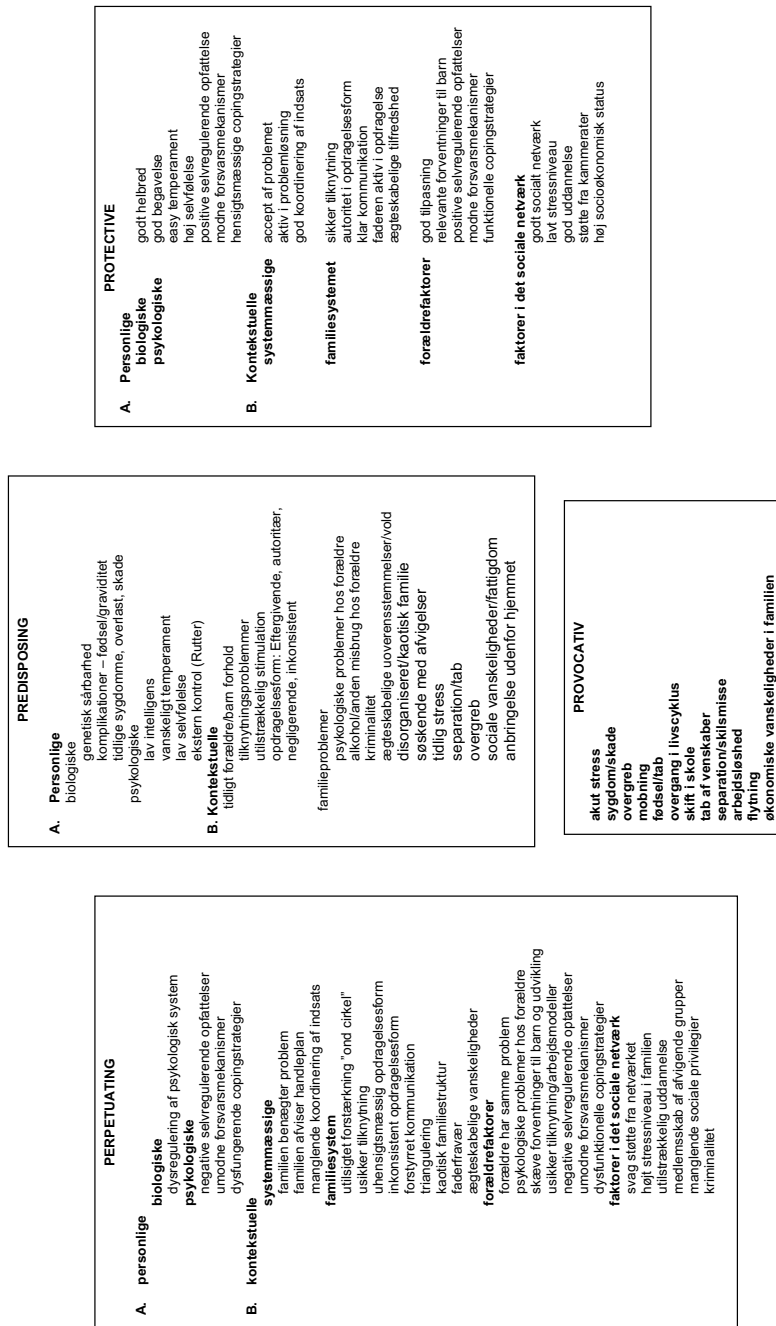 PERPETUATING
A. personlige
biologiske
dysregulering af psykologisk system
psykologiske
negative selvregulerende opfattelser
umodne forsvarsmekanismer
dysfungerende copingstrategier
B. kontekstuelle
systemmæssige
familien benægter problem
familien afviser handleplan
manglende koordinering af indsats
familiesystem
utilsigtet forstærkning "ond cirkel"
usikker tilknytning
uhensigtsmæssig opdragelsesform
inkonsistent opdragelsesform
forstyrret kommunikation
triangulering
kaotisk familiestruktur
faderfravær
ægteskabelige vanskeligheder
forældrefaktorer
forældre har samme problem
psykologiske problemer hos forældre
skæve forventninger til barn og udvikling
usikker tilknytning/arbejdsmodeller
negative selvregulerende optattelser
umodne forsvarsmekanismer
dysfunktionelle copingstrategier
faktorer i det sociale netværk
svag støtte fra netværket
højt stressniveau i familien
utilstrækkelig uddannelse
medlemsskab af afvigende grupper
manglende sociale privilegier
kriminalitet
PREDISPOSING
A. Personlige
biologiske
genetisk sårbarhed
komplikationer – fødsel/graviditet
tidlige sygdomme, overlast, skade
psykologiske
lav intelligens
vanskeligt temperament
lav selvfølelse
ekstern kontrol (Rutter)
B. Kontekstuelle
tidligt forældre/barn forhold
tilknytningsproblemmer
utilstrækkelig stimulation
opdragelsesform: Eftergivende, autoritær,
negligerende, inkonsistent
familieproblemer
psykologiske problemer hos forældre
alkohol/anden misbrug hos forældre
kriminalitet
ægteskabelige uoverensstemmelser/vold
disorganiseret/kaotisk familie
søskende med afvigelser
tidlig stress
separation/tab
overgreb
sociale vanskeligheder/fattigdom
anbringelse udenfor hjemmet
PROVOCATIV
akut stress
sygdom/skade
overgreb
mobning
fødsel/tab
overgang i livscyklus
skift i skole
tab af venskaber
separation/skilsmisse
arbejdsløshed
flytning
økonomiske vanskeligheder i familien
PROTECTIVE
A. Personlige
biologiske godt helbred
psykologiske god begavelse
easy temperament
høj selvfølelse
positive selvregulerende opfattelse
modne forsvarsmekanismer
hensigtsmæssige copingstrategier
B. Kontekstuelle
systemmæssige accept af problemet
aktiv i problemløsning
god koordinering af indsats
familiesystemet sikker tilknytning
autoritet i opdragelsesform
klar kommunikation
faderen aktiv i opdragelse
ægteskabelige tilfredshed
forældrefaktorer god tilpasning
relevante forventninger til barn
positive selvregulerende opfattelser
modne forsvarsmekanismer
funktionelle copingstrategier
faktorer i det sociale netværk
godt socialt netværk
lavt stressniveau
god uddannelse
støtte fra kammerater
høj socioøkonomisk status